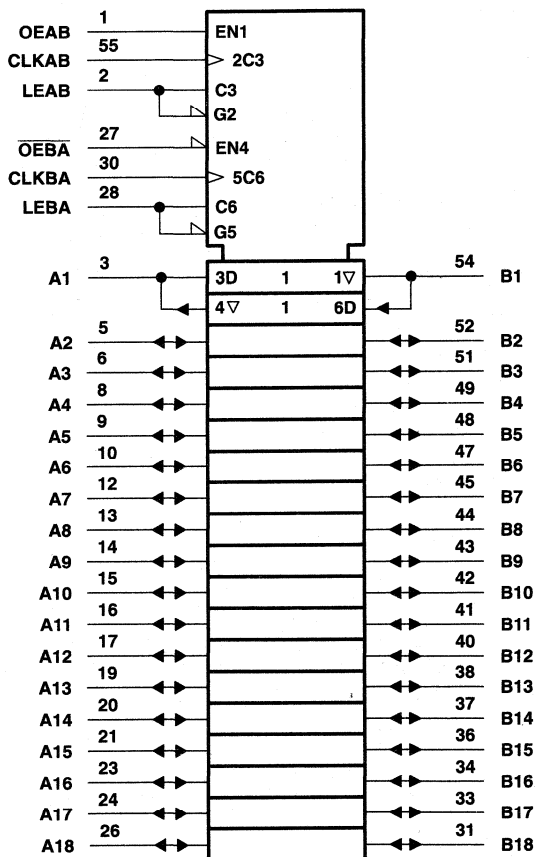 1
OEAB EN1
55
CLKAB 2C3
2
LEAB C3
G2
27
OEBA EN4
30
CLKBA 5C6
28
LEBA C6
G5
3 54
A1 3D 1 1▽ B1
4▽ 1 6D
5 52
A2 B2
6 51
A3 B3
8 49
A4 B4
9 48
A5 B5
10 47
A6 B6
12 45
A7 B7
13 44
A8 B8
14 43
A9 B9
15 42
A10 B10
16 41
A11 B11
17 40
A12 B12
19 38
A13 B13
20 37
A14 B14
21 36
A15 B15
23 34
A16 B16
24 33
A17 B17
26 31
A18 B18